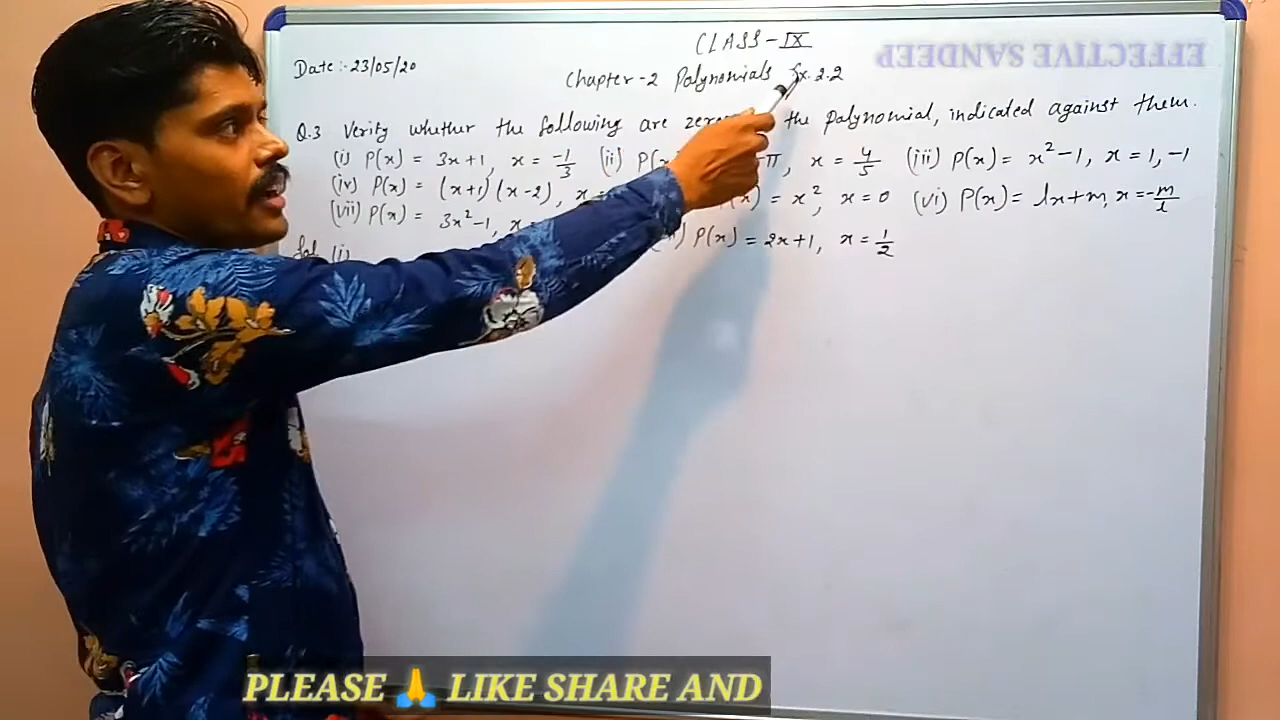 CLASS-IX
EFFECTIVE SANDEEP
Date:-23/05/20
Chapter-2 Polynomials Ex.2.2
Q.3 Verify whether the following are zeroes the polynomial, indicated against them.
(i) P(x) = 3x+1, x = -1/3 (ii) P(x) -π, x = 4/5 (iii) P(x) = x²-1, x = 1, -1
(iv) P(x) = (x+1) (x-2), x = P(x) = x², x = 0 (vi) P(x) = lx+m, x = -m/l
(vii) P(x) = 3x²-1, x = P(x) = 2x+1, x = 1/2
Sol. (i)
PLEASE 🙏 LIKE SHARE AND